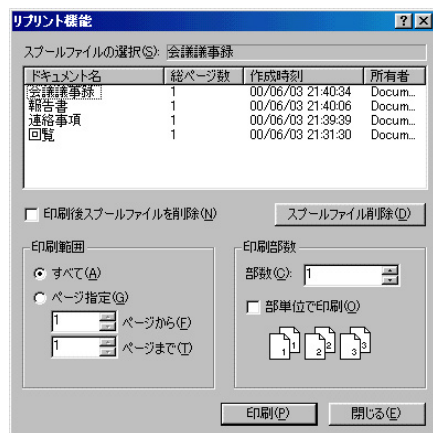 リプリント機能
スプールファイルの選択(S): 会議議事録
ドキュメント名 総ページ数 作成時刻 所有者
会議議事録 1 00/06/03 21:40:34 Docum...
報告書 1 00/06/03 21:40:06 Docum...
連絡事項 1 00/06/03 21:39:39 Docum...
回覧 1 00/06/03 21:31:30 Docum...
印刷後スプールファイルを削除(N) スプールファイル削除(D)
印刷範囲
すべて(A)
ページ指定(G)
1 ページから(F)
1 ページまで(T)
印刷部数
部数(C): 1
部単位で印刷(O)
1 1 2 2 3 3
印刷(P) 閉じる(E)